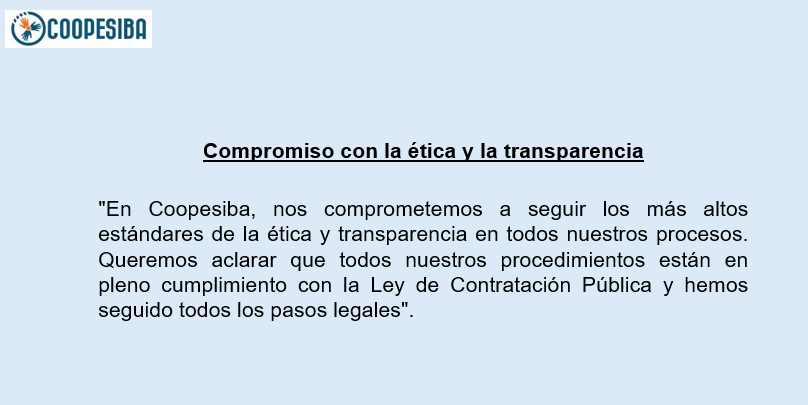 COOPESIBA
Compromiso con la ética y la transparencia
"En Coopesiba, nos comprometemos a seguir los más altos
estándares de la ética y transparencia en todos nuestros procesos.
Queremos aclarar que todos nuestros procedimientos están en
pleno cumplimiento con la Ley de Contratación Pública y hemos
seguido todos los pasos legales".